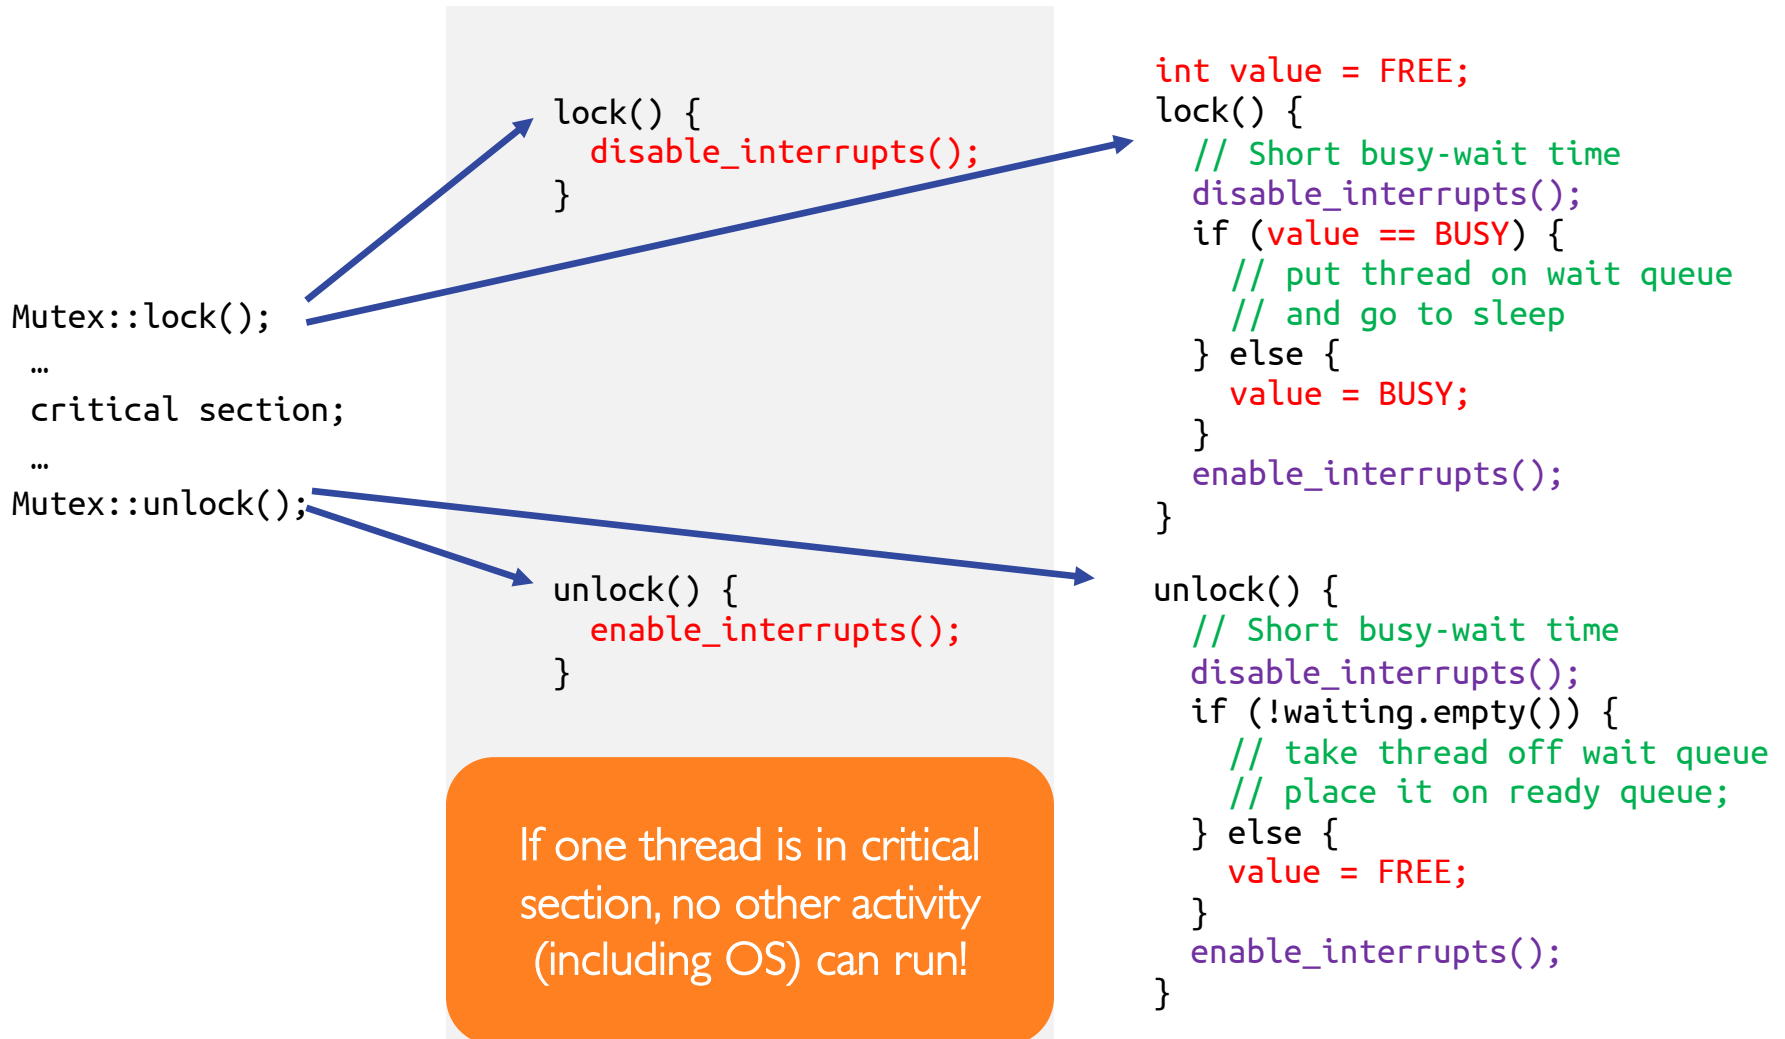 Mutex::lock();
…
critical section;
…
Mutex::unlock();
lock() {
disable_interrupts();
}
unlock() {
enable_interrupts();
}
If one thread is in critical
section, no other activity
(including OS) can run!
int value = FREE;
lock() {
// Short busy-wait time
disable_interrupts();
if (value == BUSY) {
// put thread on wait queue
// and go to sleep
} else {
value = BUSY;
}
enable_interrupts();
}
unlock() {
// Short busy-wait time
disable_interrupts();
if (!waiting.empty()) {
// take thread off wait queue
// place it on ready queue;
} else {
value = FREE;
}
enable_interrupts();
}